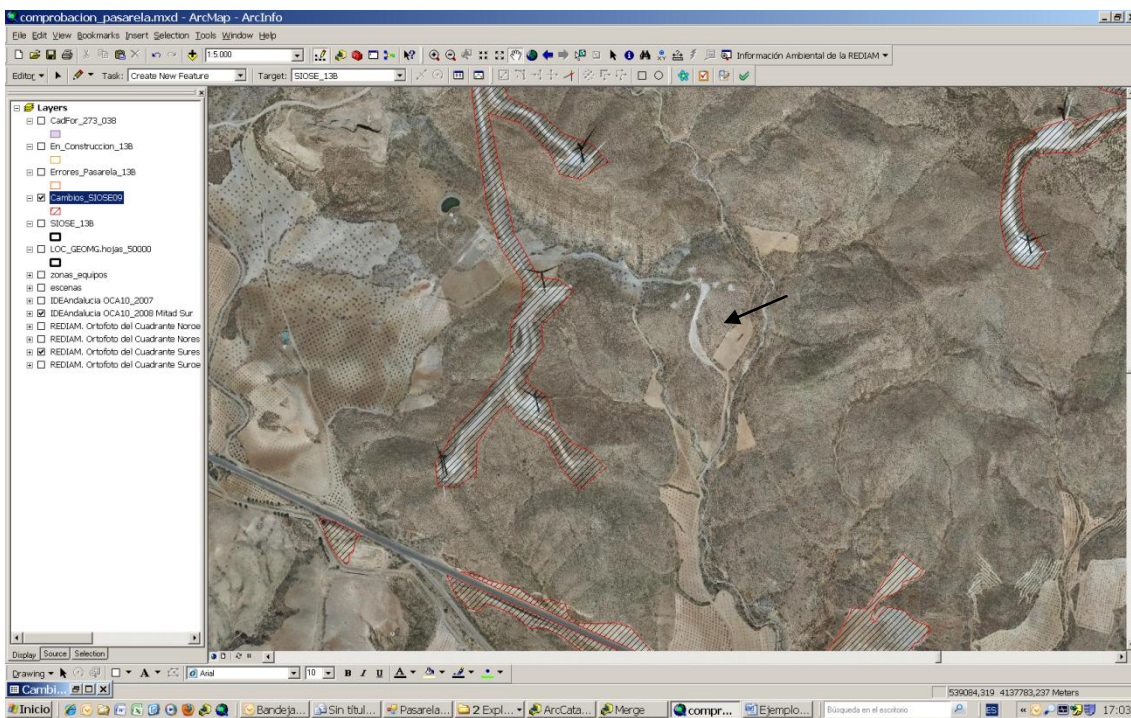 comprobacion_pasarela.mxd - ArcMap - ArcInfo
File Edit View Bookmarks Insert Selection Tools Window Help
1:5.000
Información Ambiental de la REDIAM
Editor Task: Create New Feature Target: SIOSE_13B
Layers
CadFor_273_038
En_Construccion_13B
Errores_Pasarela_13B
Cambios_SIOSE09
SIOSE_13B
LOC_GEOMG.hojas_50000
zonas_equipos
escenas
IDEAndalucia OCA10_2007
IDEAndalucia OCA10_2008 Mitad Sur
REDIAM. Ortofoto del Cuadrante Noroe
REDIAM. Ortofoto del Cuadrante Nores
REDIAM. Ortofoto del Cuadrante Sures
REDIAM. Ortofoto del Cuadrante Suroe
Display Source Selection
Drawing A Arial 10 B I U A
Cambi...
539084,319 4137783,237 Meters
Inicio Bandeja... Sin títul... Pasarela... 2 Expl... ArcCata... Merge compr... Ejemplo... Búsqueda en el escritorio ES 17:03